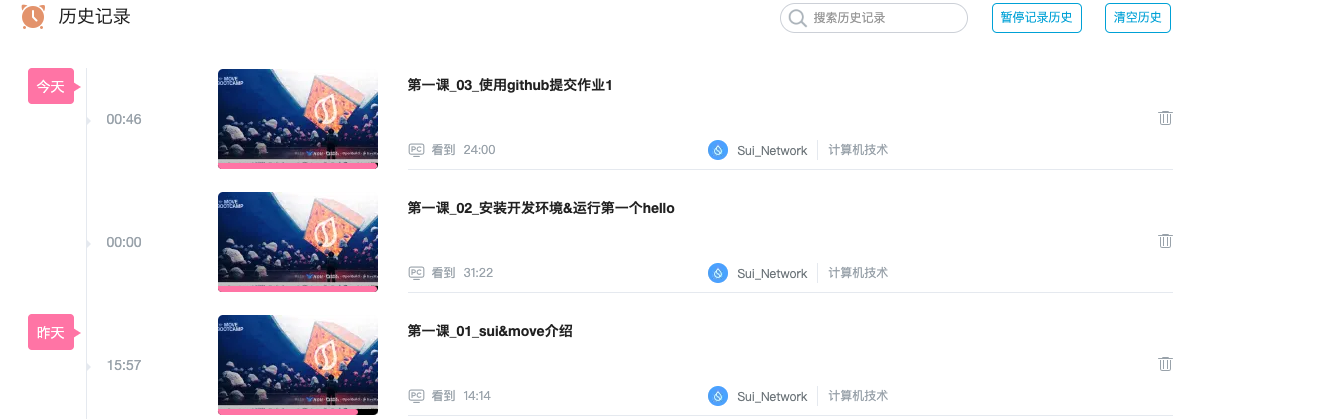 历史记录
搜索历史记录
暂停记录历史
清空历史
今天
00:46
MOVE
BOOTCAMP
第一课_03_使用github提交作业1
PC 看到 24:00
Sui_Network
计算机技术
00:00
MOVE
BOOTCAMP
第一课_02_安装开发环境&运行第一个hello
PC 看到 31:22
Sui_Network
计算机技术
昨天
15:57
MOVE
BOOTCAMP
第一课_01_sui&move介绍
PC 看到 14:14
Sui_Network
计算机技术